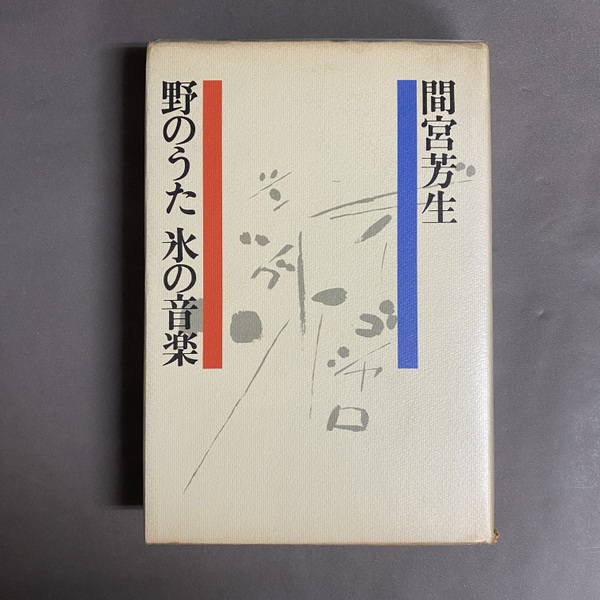 間宮芳生
野のうた 氷の音楽